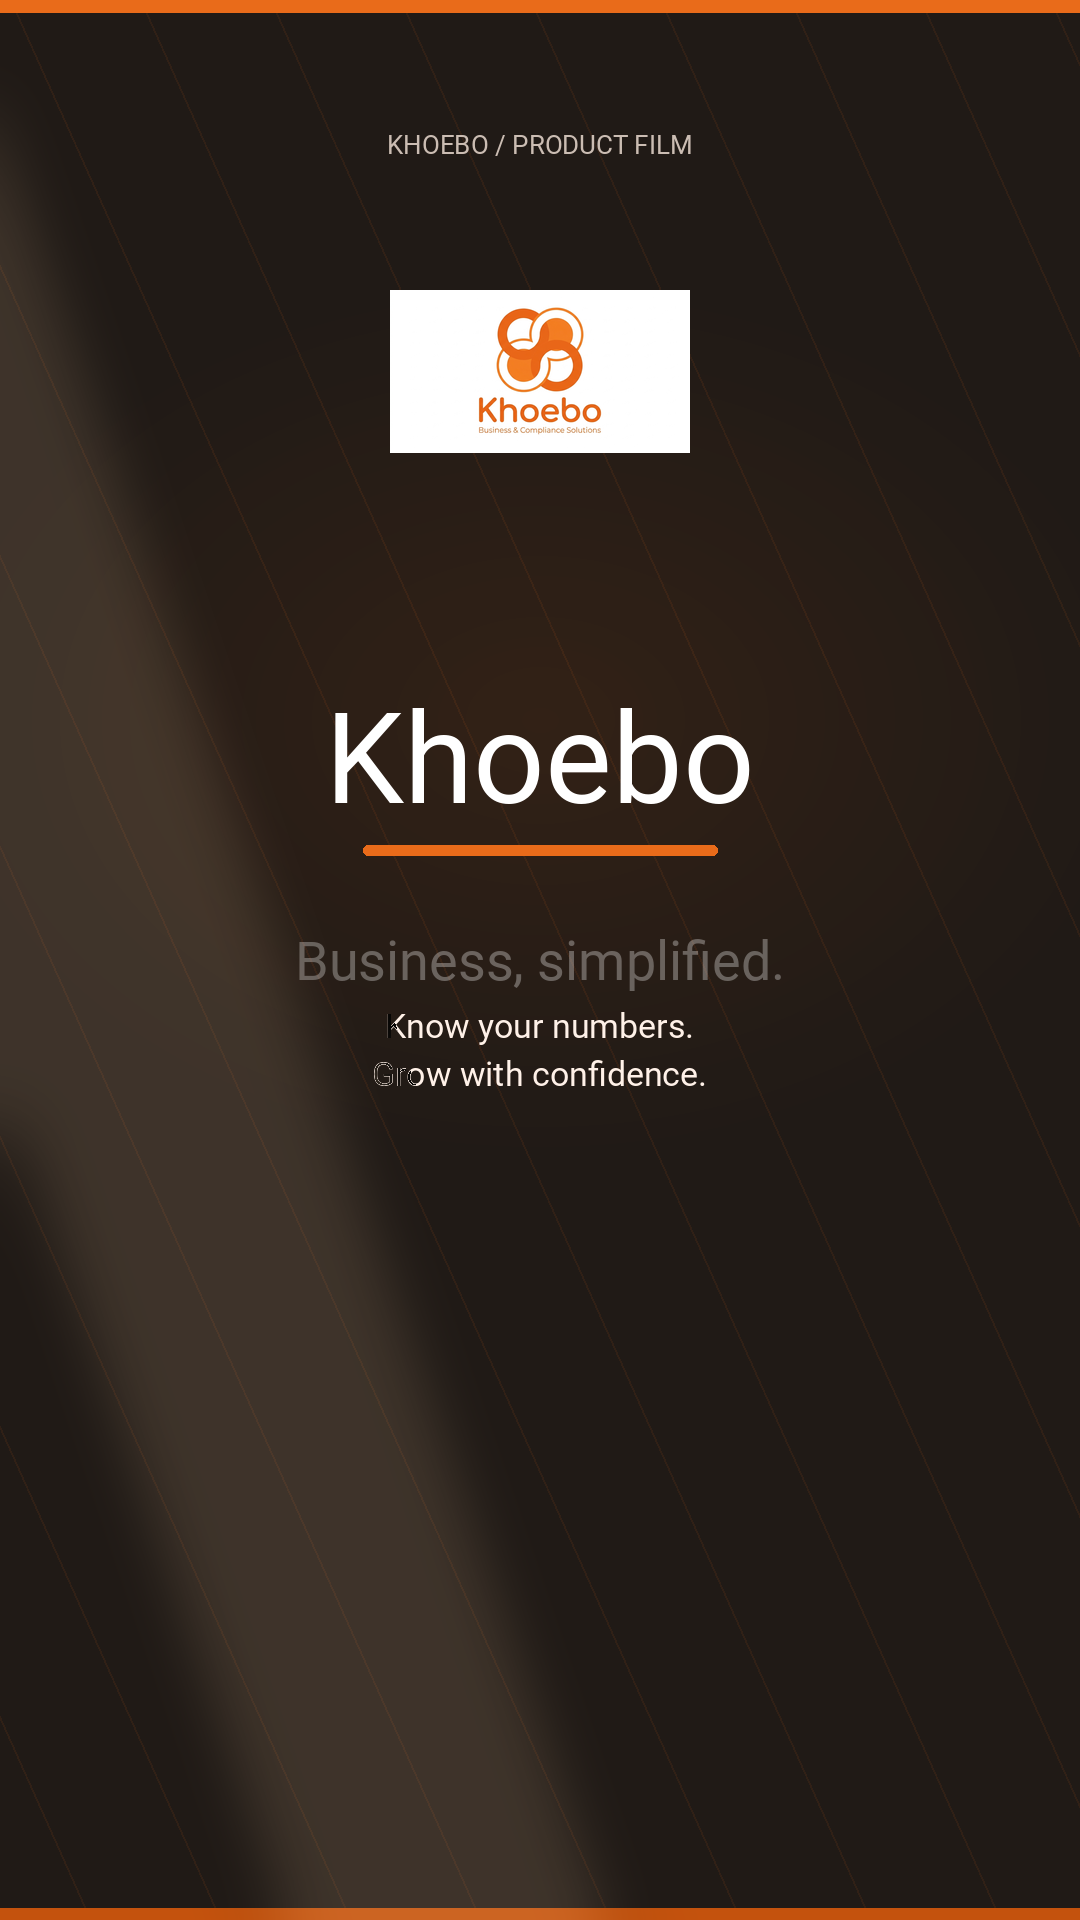 KHOEBO / PRODUCT FILM
Khoebo
Business & Compliance Solutions
Khoebo
Business, simplified.
Know your numbers.
Grow with confidence.